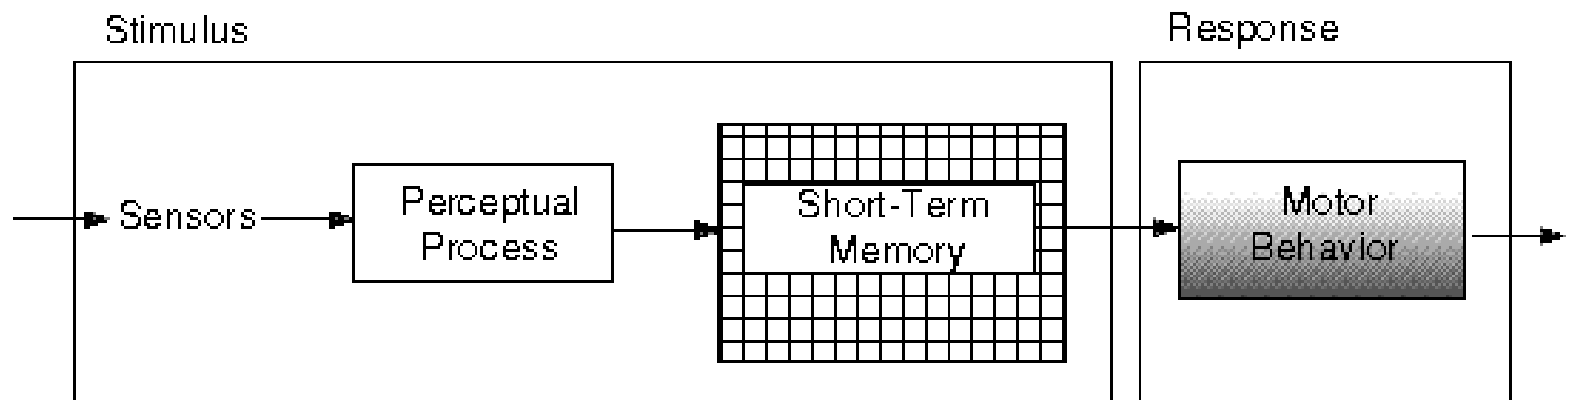 Stimulus
Response
Sensors
Perceptual
Process
Short-Term
Memory
Motor
Behavior